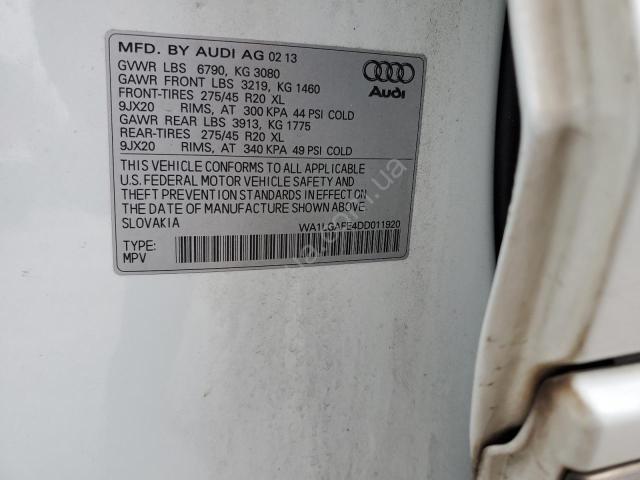 MFD. BY AUDI AG 02 13
GVWR LBS 6790, KG 3080
GAWR FRONT LBS 3219, KG 1460
FRONT-TIRES 275/45 R20 XL
9JX20 RIMS, AT 300 KPA 44 PSI COLD
GAWR REAR LBS 3913, KG 1775
REAR-TIRES 275/45 R20 XL
9JX20 RIMS, AT 340 KPA 49 PSI COLD
Audi
THIS VEHICLE CONFORMS TO ALL APPLICABLE
U.S. FEDERAL MOTOR VEHICLE SAFETY AND
THEFT PREVENTION STANDARDS IN EFFECT ON
THE DATE OF MANUFACTURE SHOWN ABOVE.
SLOVAKIA
WA1LGAFE4DD011920
TYPE:
MPV